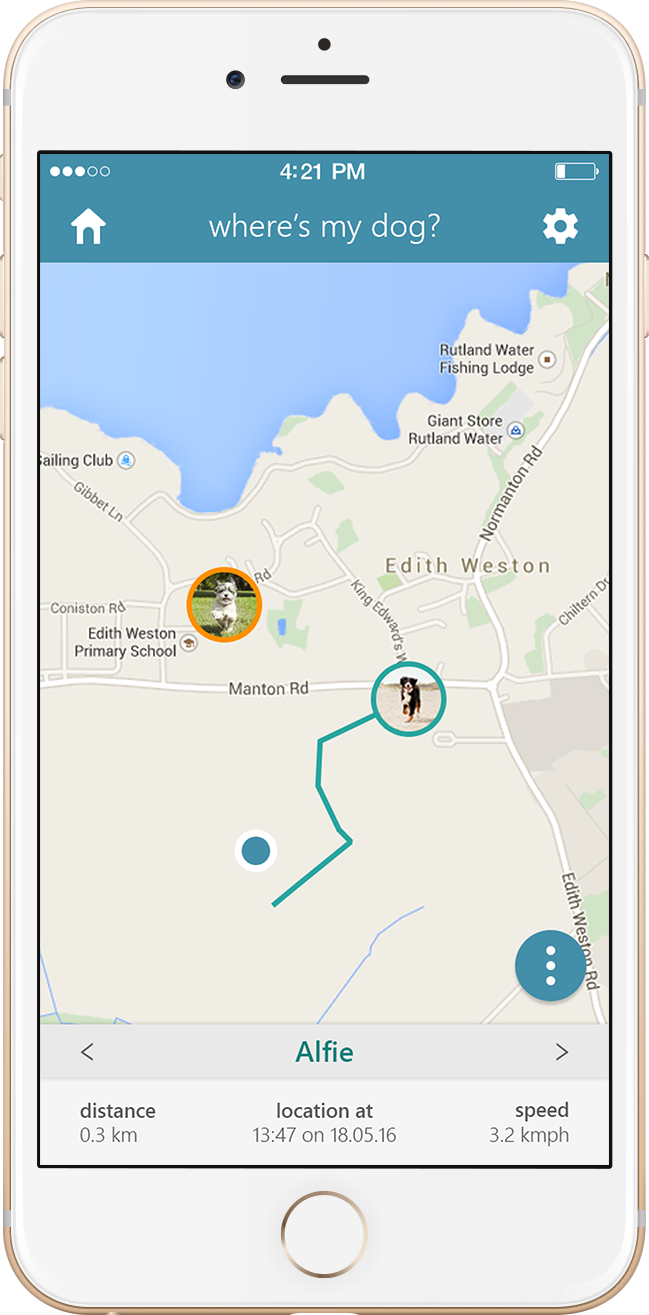 4:21 PM
where's my dog?
Rutland Water
Fishing Lodge
Giant Store
Rutland Water
Sailing Club
Gibbet Ln
Normanton Rd
Edith Weston
Rd
Coniston Rd
King Edward's W
Chiltern Dr
Edith Weston
Primary School
Manton Rd
Edith Weston Rd
< Alfie >
distance location at speed
0.3 km 13:47 on 18.05.16 3.2 kmph